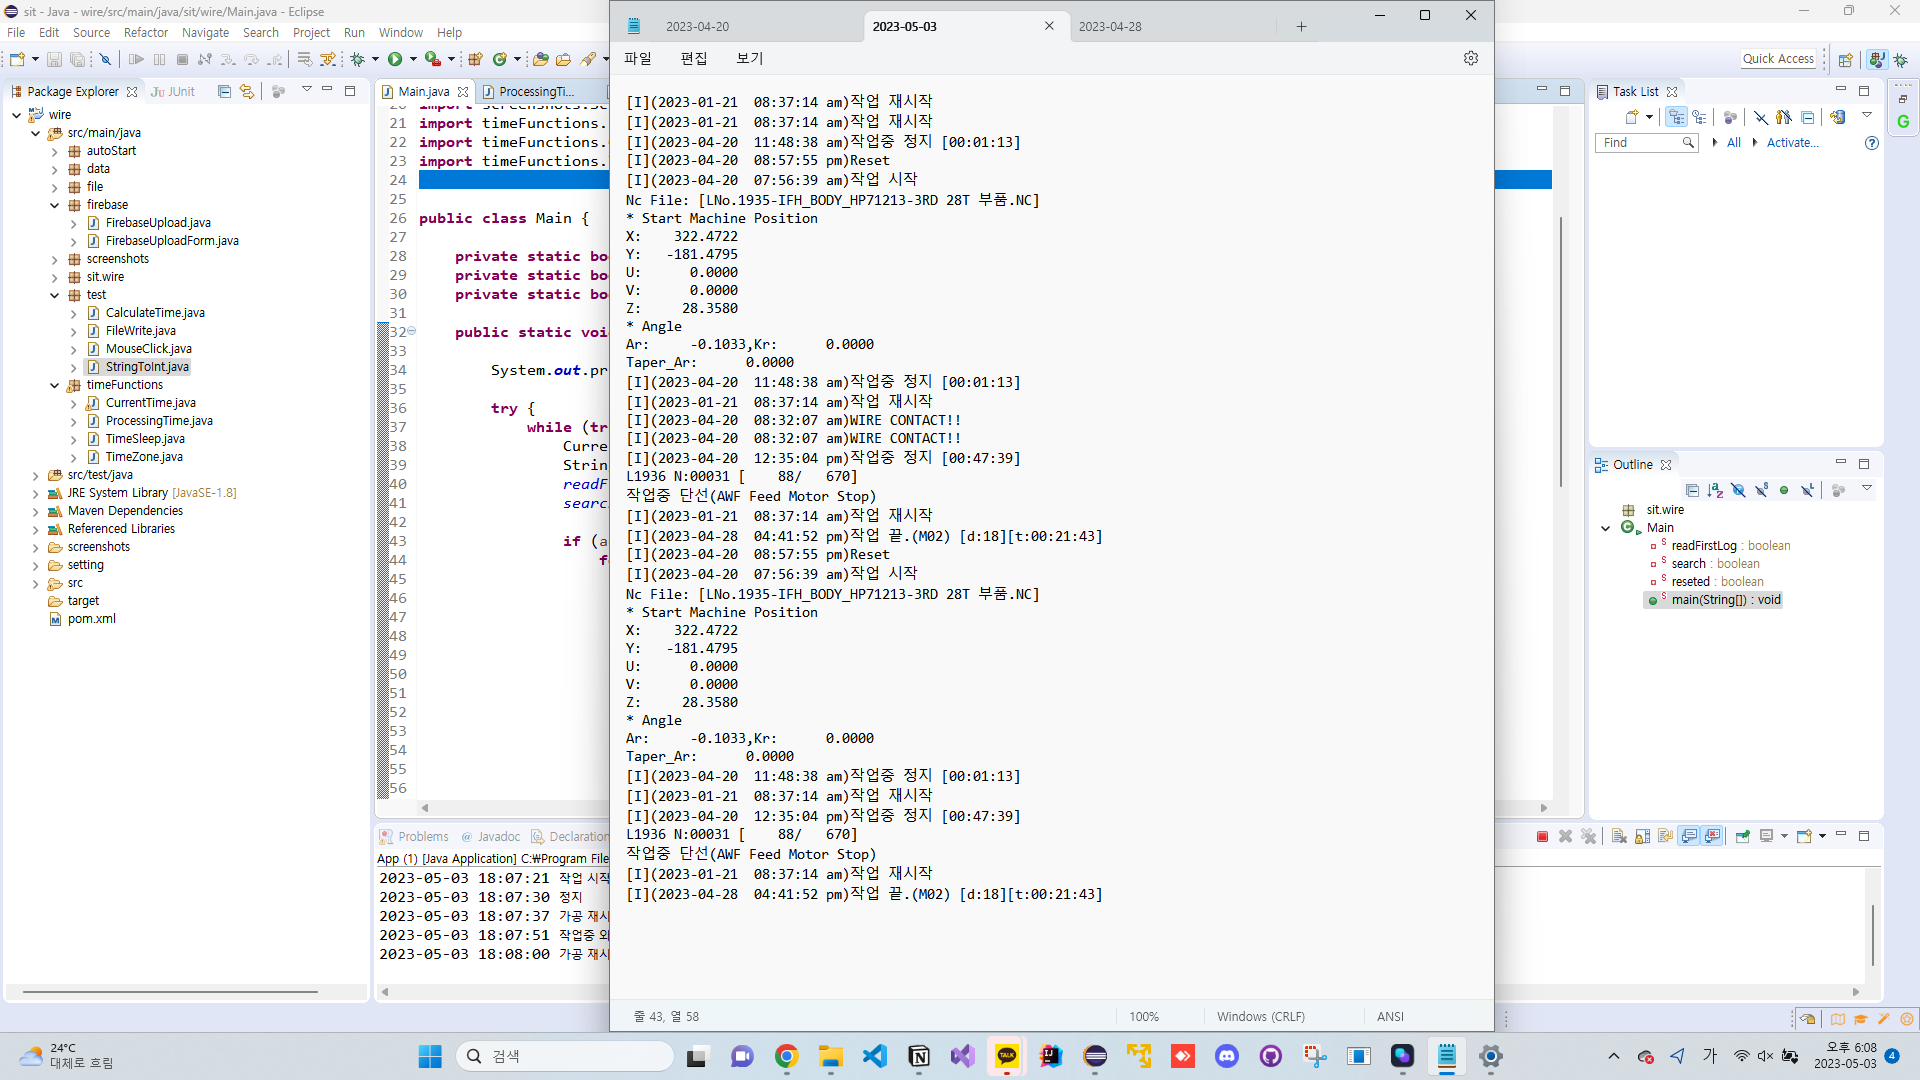 sit - Java - wire/src/main/java/sit/wire/Main.java - Eclipse
File Edit Source Refactor Navigate Search Project Run Window Help
Quick Access
Package Explorer JUnit
wire
src/main/java
autoStart
data
file
firebase
FirebaseUpload.java
FirebaseUploadForm.java
screenshots
sit.wire
test
CalculateTime.java
FileWrite.java
MouseClick.java
StringToInt.java
timeFunctions
CurrentTime.java
ProcessingTime.java
TimeSleep.java
TimeZone.java
src/test/java
JRE System Library [JavaSE-1.8]
Maven Dependencies
Referenced Libraries
screenshots
setting
src
target
pom.xml
Main.java ProcessingTi...
21 import timeFunctions.
22 import timeFunctions.
23 import timeFunctions.
24
25
26 public class Main {
27
28 private static bo
29 private static bo
30 private static bo
31
32 public static voi
33
34 System.out.pr
35
36 try {
37 while (tr
38 Curre
39 Strin
40 readF
41 searc
42
43 if (a
44 f
45
46
47
48
49
50
51
52
53
54
55
56
Problems Javadoc Declaration
App (1) [Java Application] C:₩Program File
2023-05-03 18:07:21 작업 시작
2023-05-03 18:07:30 정지
2023-05-03 18:07:37 가공 재시
2023-05-03 18:07:51 작업중 와
2023-05-03 18:08:00 가공 재시
2023-04-20 2023-05-03 2023-04-28
파일 편집 보기
[I](2023-01-21 08:37:14 am)작업 재시작
[I](2023-01-21 08:37:14 am)작업 재시작
[I](2023-04-20 11:48:38 am)작업중 정지 [00:01:13]
[I](2023-04-20 08:57:55 pm)Reset
[I](2023-04-20 07:56:39 am)작업 시작
Nc File: [LNo.1935-IFH_BODY_HP71213-3RD 28T 부품.NC]
* Start Machine Position
X: 322.4722
Y: -181.4795
U: 0.0000
V: 0.0000
Z: 28.3580
* Angle
Ar: -0.1033,Kr: 0.0000
Taper_Ar: 0.0000
[I](2023-04-20 11:48:38 am)작업중 정지 [00:01:13]
[I](2023-01-21 08:37:14 am)작업 재시작
[I](2023-04-20 08:32:07 am)WIRE CONTACT!!
[I](2023-04-20 08:32:07 am)WIRE CONTACT!!
[I](2023-04-20 12:35:04 pm)작업중 정지 [00:47:39]
L1936 N:00031 [ 88/ 670]
작업중 단선(AWF Feed Motor Stop)
[I](2023-01-21 08:37:14 am)작업 재시작
[I](2023-04-28 04:41:52 pm)작업 끝.(M02) [d:18][t:00:21:43]
[I](2023-04-20 08:57:55 pm)Reset
[I](2023-04-20 07:56:39 am)작업 시작
Nc File: [LNo.1935-IFH_BODY_HP71213-3RD 28T 부품.NC]
* Start Machine Position
X: 322.4722
Y: -181.4795
U: 0.0000
V: 0.0000
Z: 28.3580
* Angle
Ar: -0.1033,Kr: 0.0000
Taper_Ar: 0.0000
[I](2023-04-20 11:48:38 am)작업중 정지 [00:01:13]
[I](2023-01-21 08:37:14 am)작업 재시작
[I](2023-04-20 12:35:04 pm)작업중 정지 [00:47:39]
L1936 N:00031 [ 88/ 670]
작업중 단선(AWF Feed Motor Stop)
[I](2023-01-21 08:37:14 am)작업 재시작
[I](2023-04-28 04:41:52 pm)작업 끝.(M02) [d:18][t:00:21:43]
줄 43, 열 58 100% Windows (CRLF) ANSI
Task List
Find All Activate...
Outline
sit.wire
Main
readFirstLog : boolean
search : boolean
reseted : boolean
main(String[]) : void
24°C
대체로 흐림
검색
TALK
가
오후 6:08
2023-05-03
4